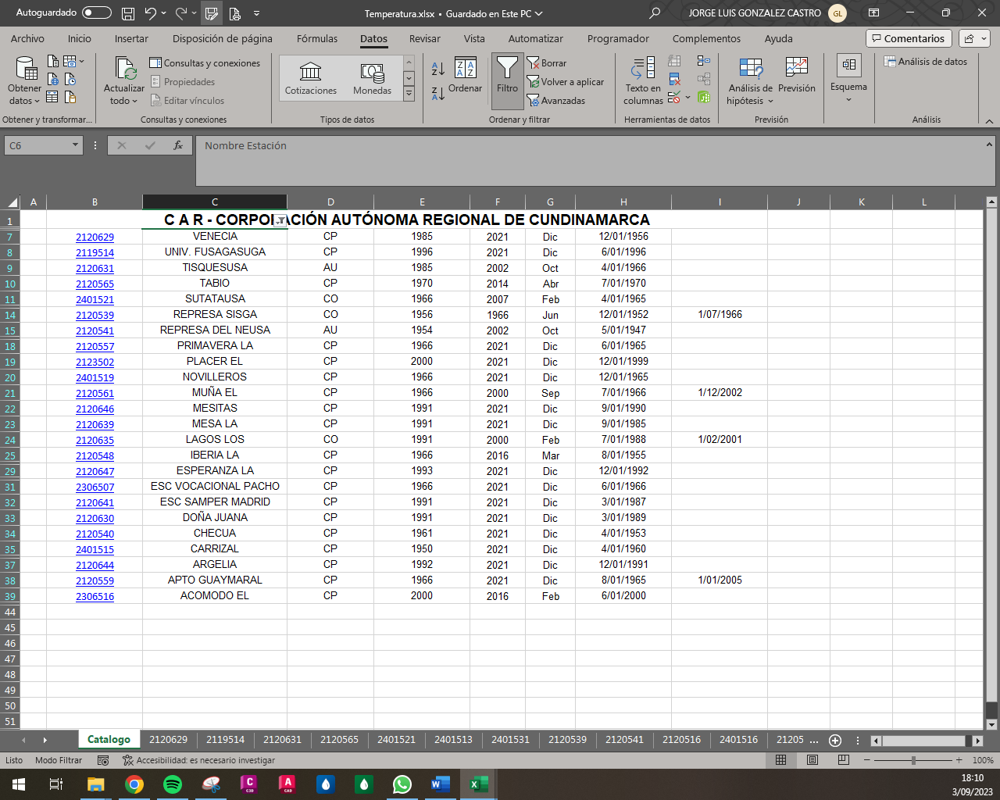 Autoguardado
Temperatura.xlsx • Guardado en Este PC
JORGE LUIS GONZALEZ CASTRO GL
Archivo Inicio Insertar Disposición de página Fórmulas Datos Revisar Vista Automatizar Programador Complementos Ayuda Comentarios
Obtener datos
Actualizar todo
Consultas y conexiones
Propiedades
Editar vínculos
Cotizaciones Monedas
Ordenar
Filtro
Borrar
Volver a aplicar
Avanzadas
Texto en columnas
Análisis de hipótesis
Previsión
Esquema
Análisis de datos
Obtener y transformar... Consultas y conexiones Tipos de datos Ordenar y filtrar Herramientas de datos Previsión Análisis
C6 fx Nombre Estación
A B C D E F G H I J K L
1 C A R - CORPORACIÓN AUTÓNOMA REGIONAL DE CUNDINAMARCA
7 2120629 VENECIA CP 1985 2021 Dic 12/01/1956
8 2119514 UNIV. FUSAGASUGA CP 1996 2021 Dic 6/01/1996
9 2120631 TISQUESUSA AU 1985 2002 Oct 4/01/1966
10 2120565 TABIO CP 1970 2014 Abr 7/01/1970
11 2401521 SUTATAUSA CO 1966 2007 Feb 4/01/1965
14 2120539 REPRESA SISGA CO 1956 1966 Jun 12/01/1952 1/07/1966
15 2120541 REPRESA DEL NEUSA AU 1954 2002 Oct 5/01/1947
18 2120557 PRIMAVERA LA CP 1966 2021 Dic 6/01/1965
19 2123502 PLACER EL CP 2000 2021 Dic 12/01/1999
20 2401519 NOVILLEROS CP 1966 2021 Dic 12/01/1965
21 2120561 MUÑA EL CP 1966 2000 Sep 7/01/1966 1/12/2002
22 2120646 MESITAS CP 1991 2021 Dic 9/01/1990
23 2120639 MESA LA CP 1991 2021 Dic 9/01/1985
24 2120635 LAGOS LOS CO 1991 2000 Feb 7/01/1988 1/02/2001
25 2120548 IBERIA LA CP 1966 2016 Mar 8/01/1955
29 2120647 ESPERANZA LA CP 1993 2021 Dic 12/01/1992
31 2306507 ESC VOCACIONAL PACHO CP 1966 2021 Dic 6/01/1966
32 2120641 ESC SAMPER MADRID CP 1991 2021 Dic 3/01/1987
33 2120630 DOÑA JUANA CP 1991 2021 Dic 3/01/1989
34 2120540 CHECUA CP 1961 2021 Dic 4/01/1953
35 2401515 CARRIZAL CP 1950 2021 Dic 4/01/1960
37 2120644 ARGELIA CP 1992 2021 Dic 12/01/1991
38 2120559 APTO GUAYMARAL CP 1966 2021 Dic 8/01/1965 1/01/2005
39 2306516 ACOMODO EL CP 2000 2016 Feb 6/01/2000
44
45
46
47
48
49
50
51
Catalogo 2120629 2119514 2120631 2120565 2401521 2401513 2401531 2120539 2120541 2120516 2401516 21205 ...
Listo Modo Filtrar Accesibilidad: es necesario investigar 100%
18:10
3/09/2023